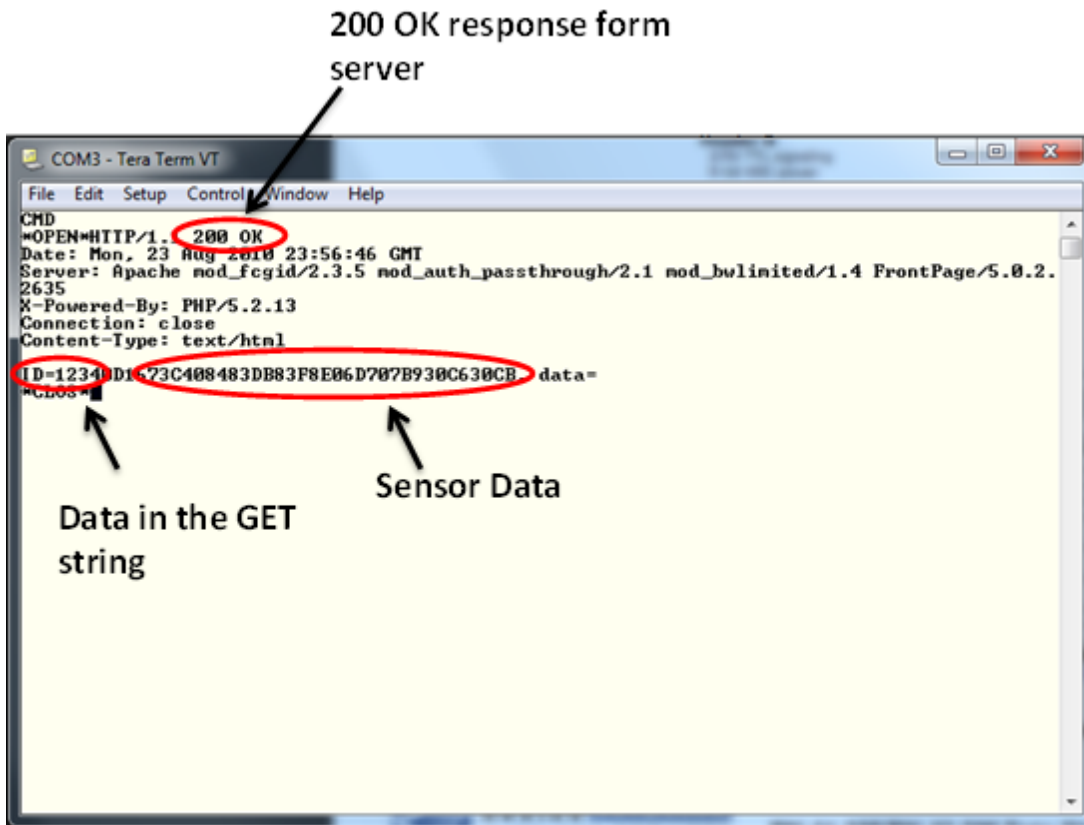 200 OK response form
server
COM3 - Tera Term VT
File Edit Setup Control Window Help
CMD
*OPEN*HTTP/1. 200 OK
Date: Mon, 23 Aug 2010 23:56:46 GMT
Server: Apache mod_fcgid/2.3.5 mod_auth_passthrough/2.1 mod_bwlimited/1.4 FrontPage/5.0.2.
2635
X-Powered-By: PHP/5.2.13
Connection: close
Content-Type: text/html
data=
*CLOS*
Sensor Data
Data in the GET
string